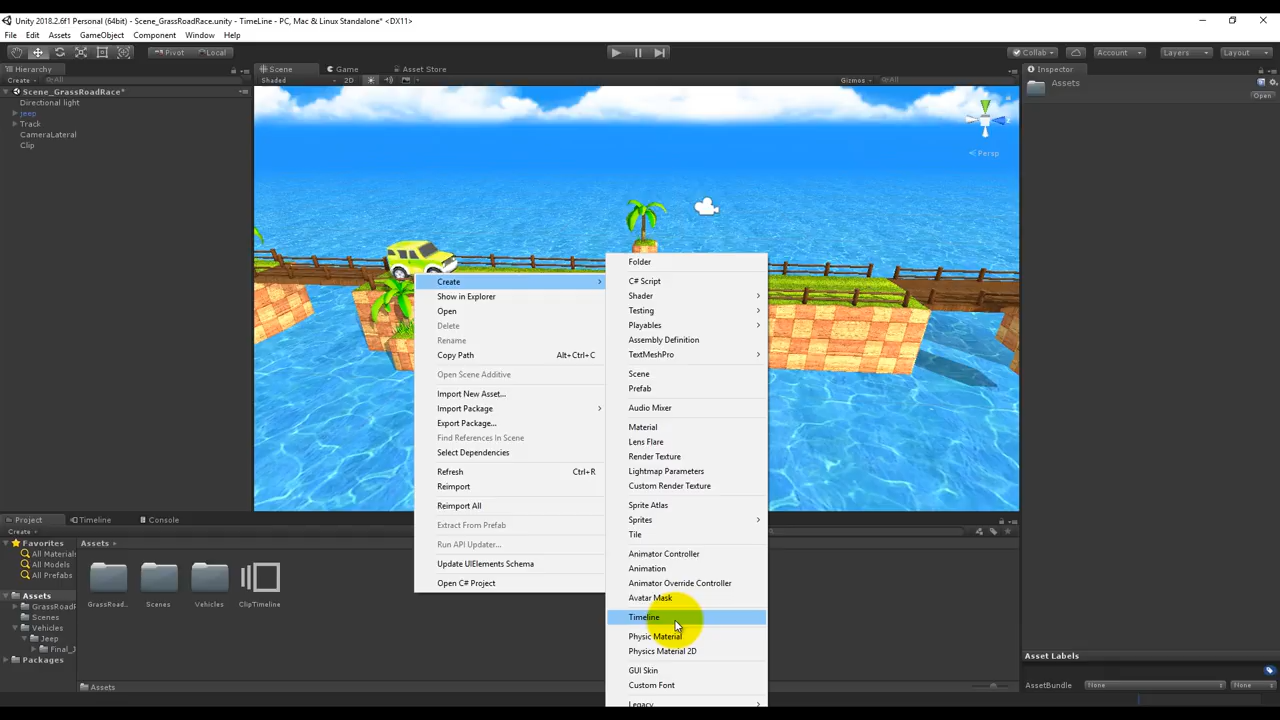 Unity 2018.2.6f1 Personal (64bit) - Scene_GrassRoadRace.unity - TimeLine - PC, Mac & Linux Standalone* <DX11>
File Edit Assets GameObject Component Window Help
Pivot Local Collab Account Layers Layout
Hierarchy Scene Game Asset Store Inspector
Create All Shaded 2D Gizmos All
Assets
Open
Scene_GrassRoadRace*
Directional light
jeep
Track
CameraLateral
Clip
Persp
Create
Show in Explorer
Open
Delete
Rename
Copy Path Alt+Ctrl+C
Open Scene Additive
Import New Asset...
Import Package
Export Package...
Find References In Scene
Select Dependencies
Refresh Ctrl+R
Reimport
Reimport All
Extract From Prefab
Run API Updater...
Update UIElements Schema
Open C# Project
Folder
C# Script
Shader
Testing
Playables
Assembly Definition
TextMeshPro
Scene
Prefab
Audio Mixer
Material
Lens Flare
Render Texture
Lightmap Parameters
Custom Render Texture
Sprite Atlas
Sprites
Tile
Animator Controller
Animation
Animator Override Controller
Avatar Mask
Timeline
Physic Material
Physics Material 2D
GUI Skin
Custom Font
Legacy
Project Timeline Console
Create
Favorites
All Materials
All Models
All Prefabs
Assets
GrassRoadR
Scenes
Vehicles
Jeep
Final_J
Packages
Assets
GrassRoad... Scenes Vehicles ClipTimeline
Assets
Asset Labels
AssetBundle None None